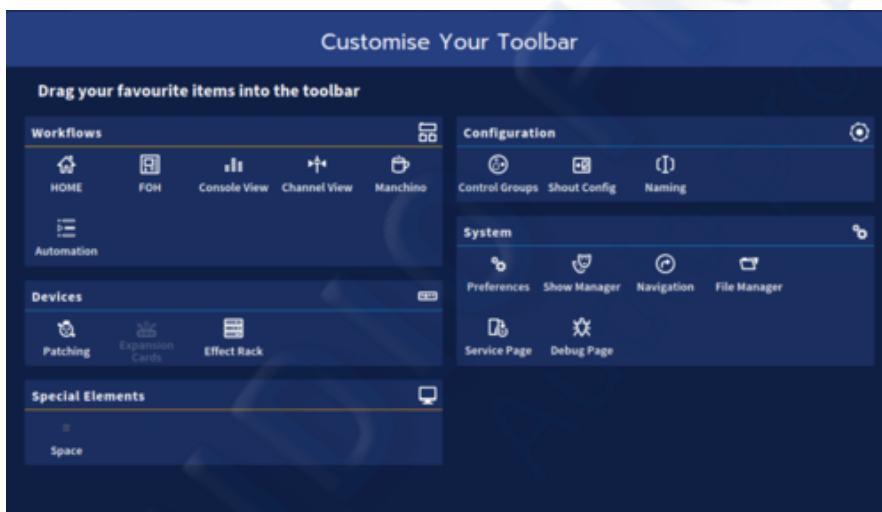 Customise Your Toolbar
Drag your favourite items into the toolbar
Workflows
HOME FOH Console View Channel View Manchino
Automation
Devices
Patching Expansion Cards Effect Rack
Special Elements
Space
Configuration
Control Groups Shout Config Naming
System
Preferences Show Manager Navigation File Manager
Service Page Debug Page